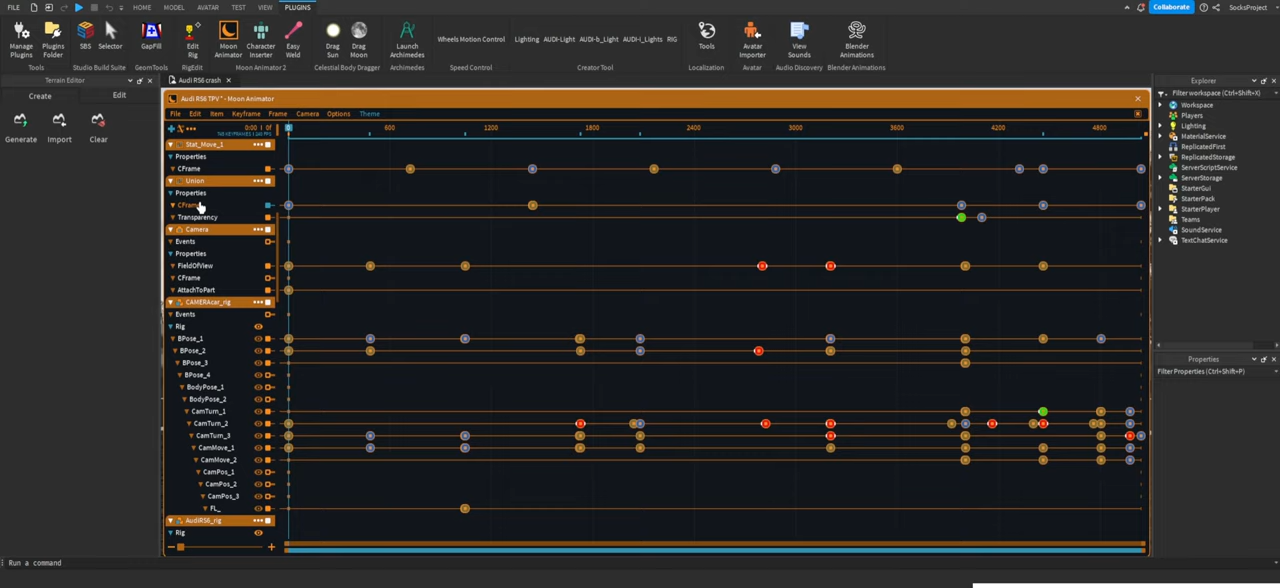 FILE HOME MODEL AVATAR TEST VIEW PLUGINS Collaborate SocksProject
Manage Plugins Plugins Folder SBS Selector GapFill Edit Rig Moon Animator Character Inserter Easy Weld Drag Sun Drag Moon Launch Archimedes Wheels Motion Control Lighting AUDI-Light AUDI-b_Light AUDI-I_Lights RIG Tools Avatar Importer View Sounds Blender Animations
Tools Studio Build Suite GeomTools RigEdit Moon Animator 2 Celestial Body Dragger Archimedes Speed Control Creator Tool Localization Avatar Audio Discovery Blender Animations
Terrain Editor
Create Edit
Generate Import Clear
Audi RS6 crash
Audi RS6 TPV* - Moon Animator
File Edit Item Keyframe Frame Camera Options Theme
0:00 | 0f
600 1200 1800 2400 3000 3600 4200 4800
Stat_Move_1
Properties
CFrame
Union
Properties
CFrame
Transparency
Camera
Events
Properties
FieldOfView
CFrame
AttachToPart
CAMERAcar_rig
Events
Rig
BPose_1
BPose_2
BPose_3
BPose_4
BodyPose_1
BodyPose_2
CamTurn_1
CamTurn_2
CamTurn_3
CamMove_1
CamMove_2
CamPos_1
CamPos_2
CamPos_3
FL_
AudiRS6_rig
Rig
Explorer
Filter workspace (Ctrl+Shift+X)
Workspace
Players
Lighting
MaterialService
ReplicatedFirst
ReplicatedStorage
ServerScriptService
ServerStorage
StarterGui
StarterPack
StarterPlayer
Teams
SoundService
TextChatService
Properties
Filter Properties (Ctrl+Shift+P)
Run a command